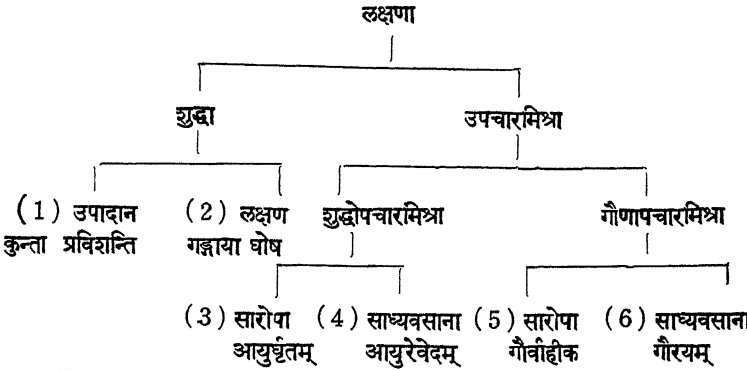 लक्षणा
शुद्धा उपचारमिश्रा
(1) उपादान (2) लक्षण शुद्धोपचारमिश्रा गौणापचारमिश्रा
कुन्ता प्रविशन्ति गङ्गाया घोष
(3) सारोपा (4) साध्यवसाना (5) सारोपा (6) साध्यवसाना
आयुर्घृतम् आयुरेवेदम् गौर्वाहीक गौरयम्